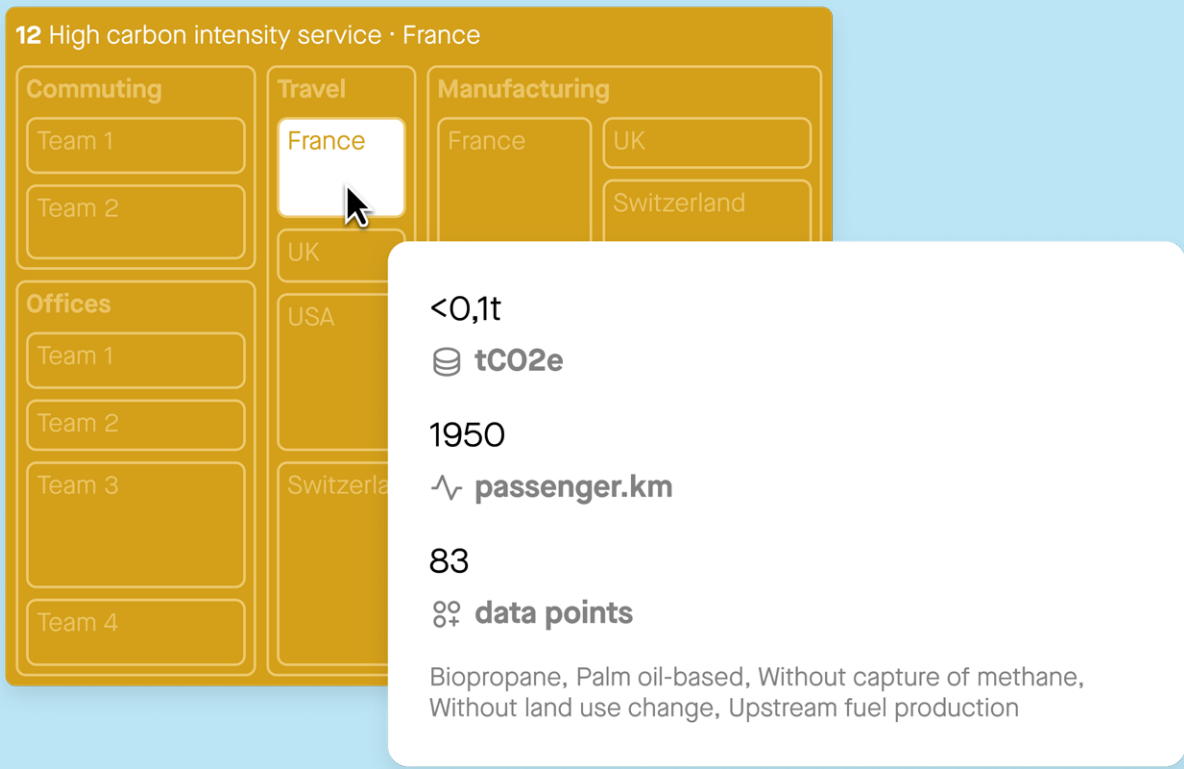 12 High carbon intensity service · France
Commuting
Team 1
Team 2
Offices
Team 1
Team 2
Team 3
Team 4
Travel
France
UK
USA
Switzerla
Manufacturing
France
UK
Switzerland
<0,1t
tCO2e
1950
passenger.km
83
data points
Biopropane, Palm oil-based, Without capture of methane,
Without land use change, Upstream fuel production